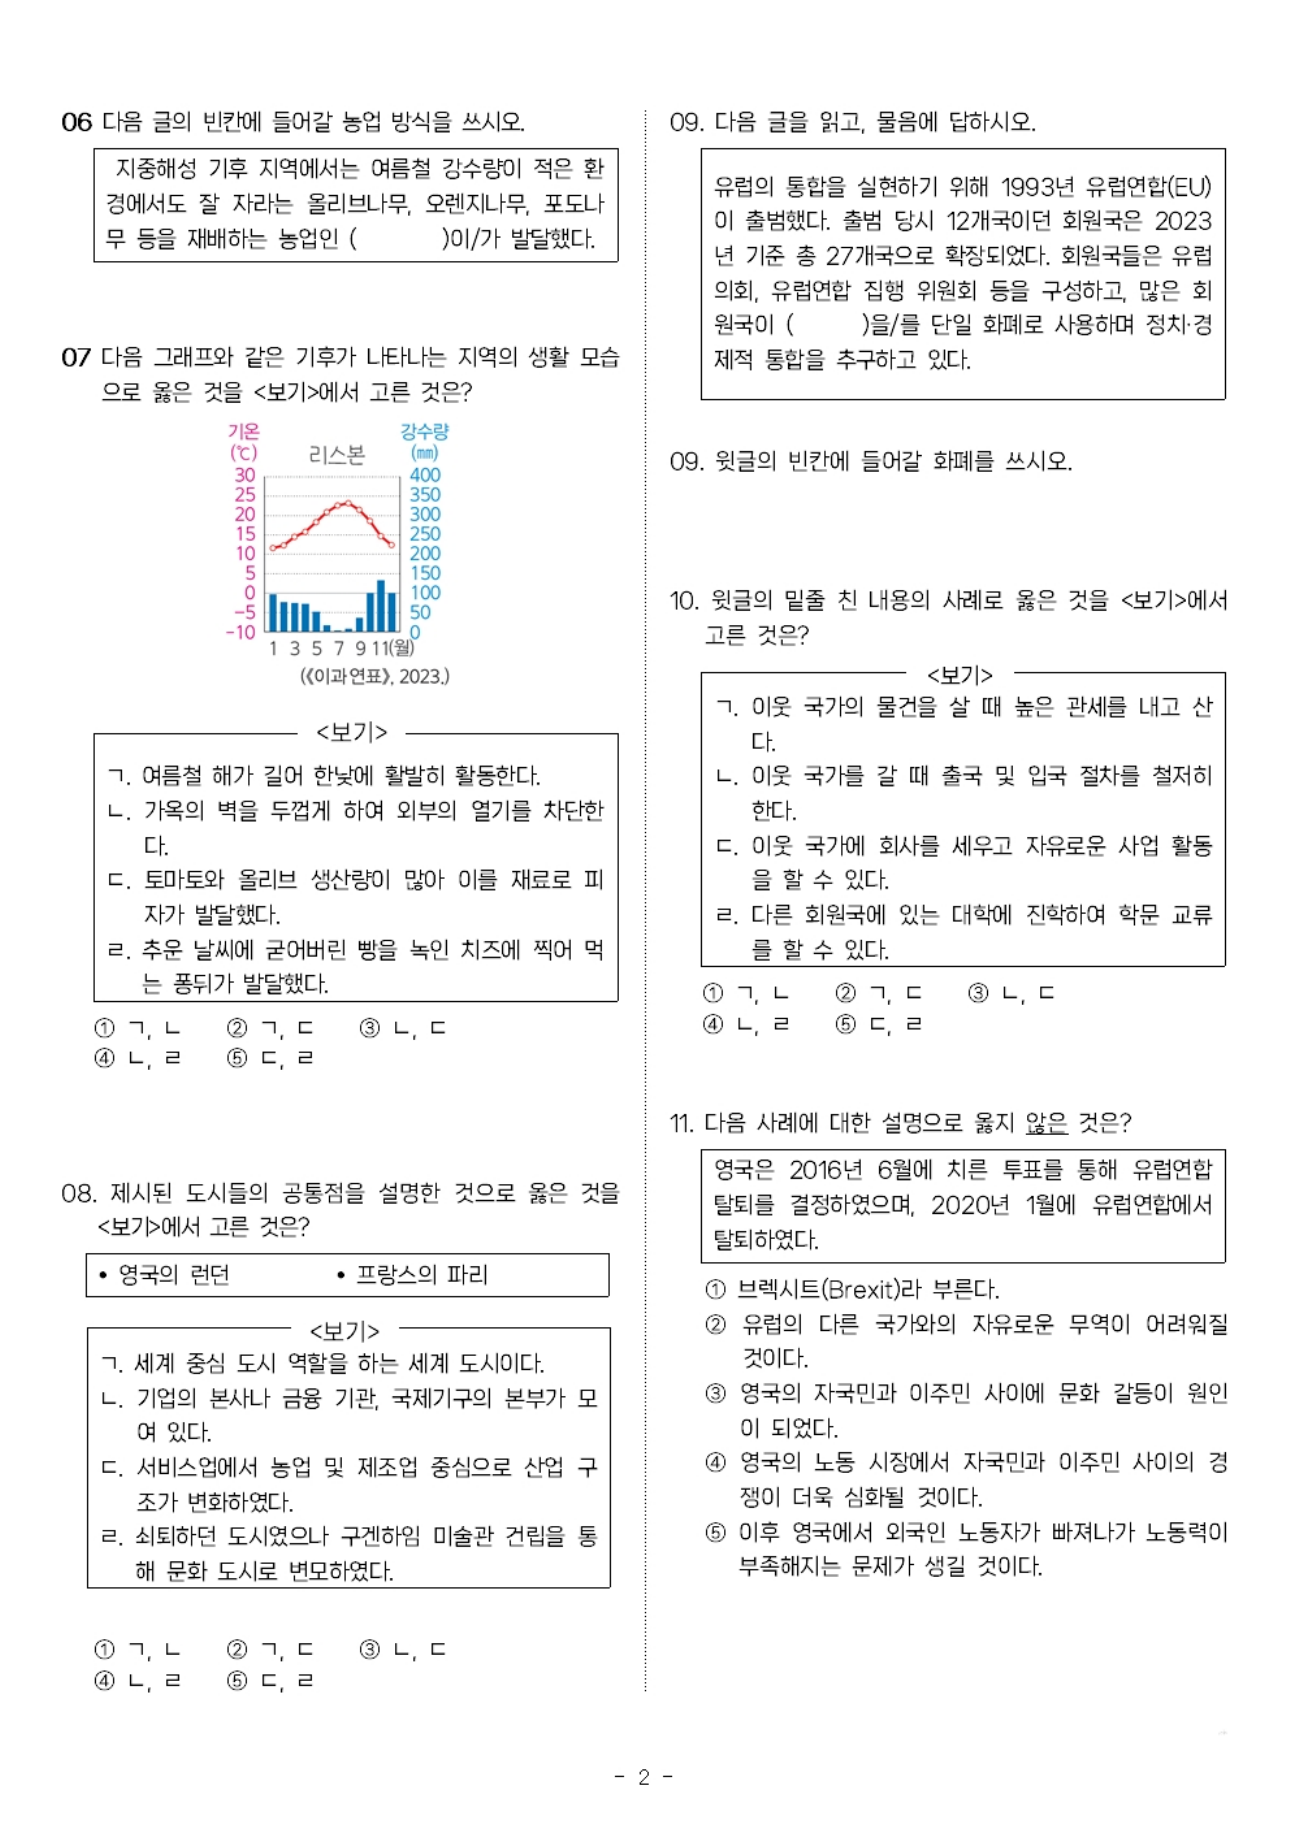 06 다음 글의 빈칸에 들어갈 농업 방식을 쓰시오.
지중해성 기후 지역에서는 여름철 강수량이 적은 환
경에서도 잘 자라는 올리브나무, 오렌지나무, 포도나
무 등을 재배하는 농업인 (        )이/가 발달했다.
07 다음 그래프와 같은 기후가 나타나는 지역의 생활 모습
으로 옳은 것을 <보기>에서 고른 것은?
기온 강수량
(℃) 리스본 (㎜)
30 400
25 350
20 300
15 250
10 200
5 150
0 100
-5 50
-10 0
1 3 5 7 9 11(월)
(《이과 연표》, 2023.)
<보기>
ㄱ. 여름철 해가 길어 한낮에 활발히 활동한다.
ㄴ. 가옥의 벽을 두껍게 하여 외부의 열기를 차단한
다.
ㄷ. 토마토와 올리브 생산량이 많아 이를 재료로 피
자가 발달했다.
ㄹ. 추운 날씨에 굳어버린 빵을 녹인 치즈에 찍어 먹
는 퐁뒤가 발달했다.
① ㄱ, ㄴ ② ㄱ, ㄷ ③ ㄴ, ㄷ
④ ㄴ, ㄹ ⑤ ㄷ, ㄹ
08. 제시된 도시들의 공통점을 설명한 것으로 옳은 것을
<보기>에서 고른 것은?
• 영국의 런던 • 프랑스의 파리
<보기>
ㄱ. 세계 중심 도시 역할을 하는 세계 도시이다.
ㄴ. 기업의 본사나 금융 기관, 국제기구의 본부가 모
여 있다.
ㄷ. 서비스업에서 농업 및 제조업 중심으로 산업 구
조가 변화하였다.
ㄹ. 쇠퇴하던 도시였으나 구겐하임 미술관 건립을 통
해 문화 도시로 변모하였다.
① ㄱ, ㄴ ② ㄱ, ㄷ ③ ㄴ, ㄷ
④ ㄴ, ㄹ ⑤ ㄷ, ㄹ
09. 다음 글을 읽고, 물음에 답하시오.
유럽의 통합을 실현하기 위해 1993년 유럽연합(EU)
이 출범했다. 출범 당시 12개국이던 회원국은 2023
년 기준 총 27개국으로 확장되었다. 회원국들은 유럽
의회, 유럽연합 집행 위원회 등을 구성하고, 많은 회
원국이 (      )을/를 단일 화폐로 사용하며 정치·경
제적 통합을 추구하고 있다.
09. 윗글의 빈칸에 들어갈 화폐를 쓰시오.
10. 윗글의 밑줄 친 내용의 사례로 옳은 것을 <보기>에서
고른 것은?
<보기>
ㄱ. 이웃 국가의 물건을 살 때 높은 관세를 내고 산
다.
ㄴ. 이웃 국가를 갈 때 출국 및 입국 절차를 철저히
한다.
ㄷ. 이웃 국가에 회사를 세우고 자유로운 사업 활동
을 할 수 있다.
ㄹ. 다른 회원국에 있는 대학에 진학하여 학문 교류
를 할 수 있다.
① ㄱ, ㄴ ② ㄱ, ㄷ ③ ㄴ, ㄷ
④ ㄴ, ㄹ ⑤ ㄷ, ㄹ
11. 다음 사례에 대한 설명으로 옳지 않은 것은?
영국은 2016년 6월에 치른 투표를 통해 유럽연합
탈퇴를 결정하였으며, 2020년 1월에 유럽연합에서
탈퇴하였다.
① 브렉시트(Brexit)라 부른다.
② 유럽의 다른 국가와의 자유로운 무역이 어려워질
것이다.
③ 영국의 자국민과 이주민 사이에 문화 갈등이 원인
이 되었다.
④ 영국의 노동 시장에서 자국민과 이주민 사이의 경
쟁이 더욱 심화될 것이다.
⑤ 이후 영국에서 외국인 노동자가 빠져나가 노동력이
부족해지는 문제가 생길 것이다.
- 2 -